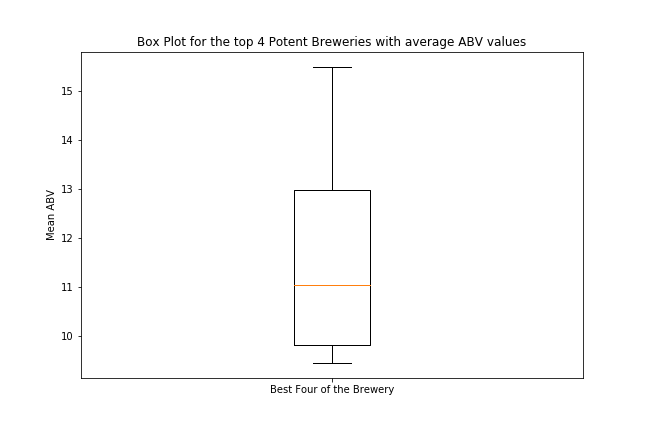 Box Plot for the top 4 Potent Breweries with average ABV values
15
14
13
12
11
10
Mean ABV
Best Four of the Brewery